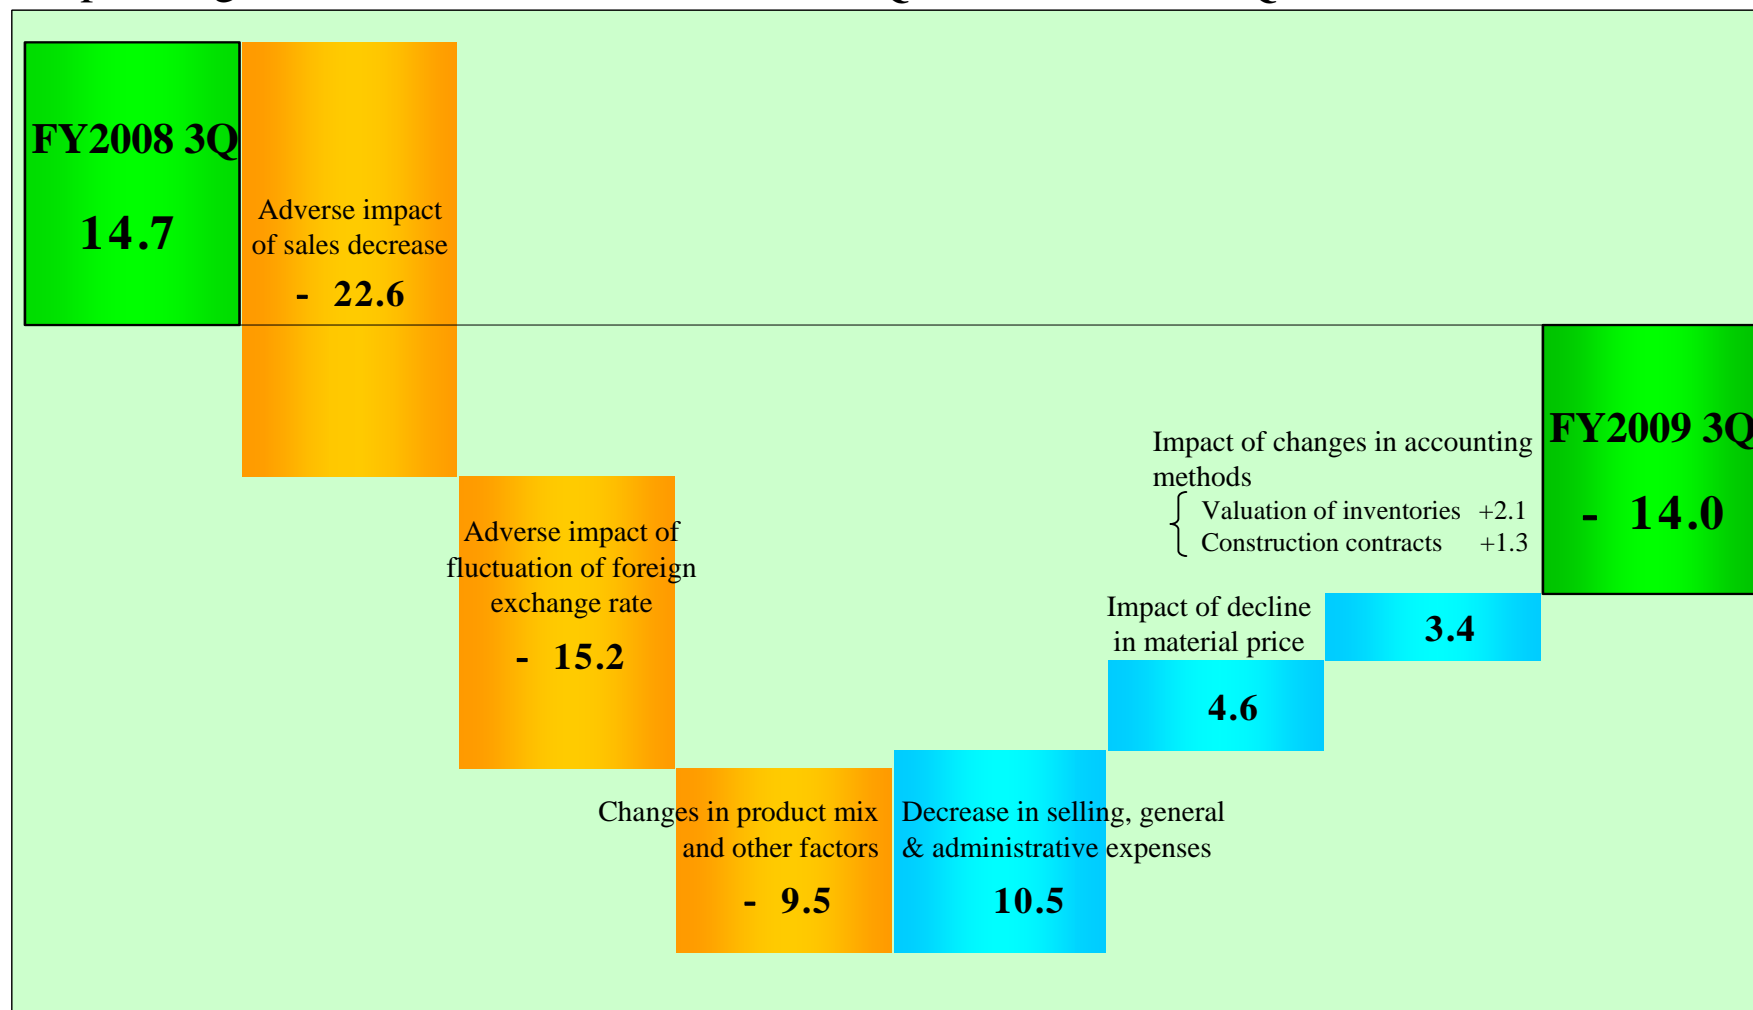 FY2008 3Q
14.7
Adverse impact
of sales decrease
- 22.6
Adverse impact of
fluctuation of foreign
exchange rate
- 15.2
Changes in product mix
and other factors
- 9.5
Decrease in selling, general
& administrative expenses
10.5
Impact of decline
in material price
4.6
Impact of changes in accounting
methods
Valuation of inventories +2.1
Construction contracts +1.3
3.4
FY2009 3Q
- 14.0